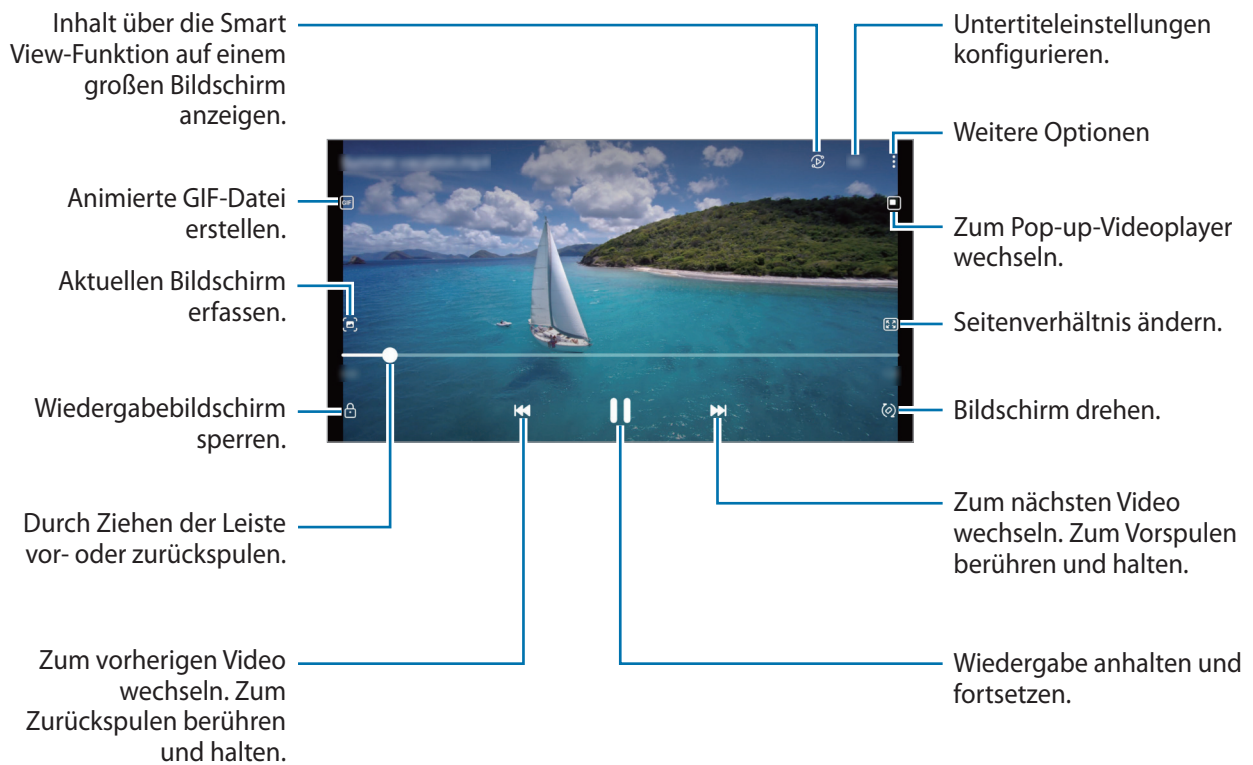 Inhalt über die Smart
View-Funktion auf einem
großen Bildschirm
anzeigen.
Animierte GIF-Datei
erstellen.
Aktuellen Bildschirm
erfassen.
Wiedergabebildschirm
sperren.
Durch Ziehen der Leiste
vor- oder zurückspulen.
Zum vorherigen Video
wechseln. Zum
Zurückspulen berühren
und halten.
GIF
Untertiteleinstellungen
konfigurieren.
Weitere Optionen
Zum Pop-up-Videoplayer
wechseln.
Seitenverhältnis ändern.
Bildschirm drehen.
Zum nächsten Video
wechseln. Zum Vorspulen
berühren und halten.
Wiedergabe anhalten und
fortsetzen.